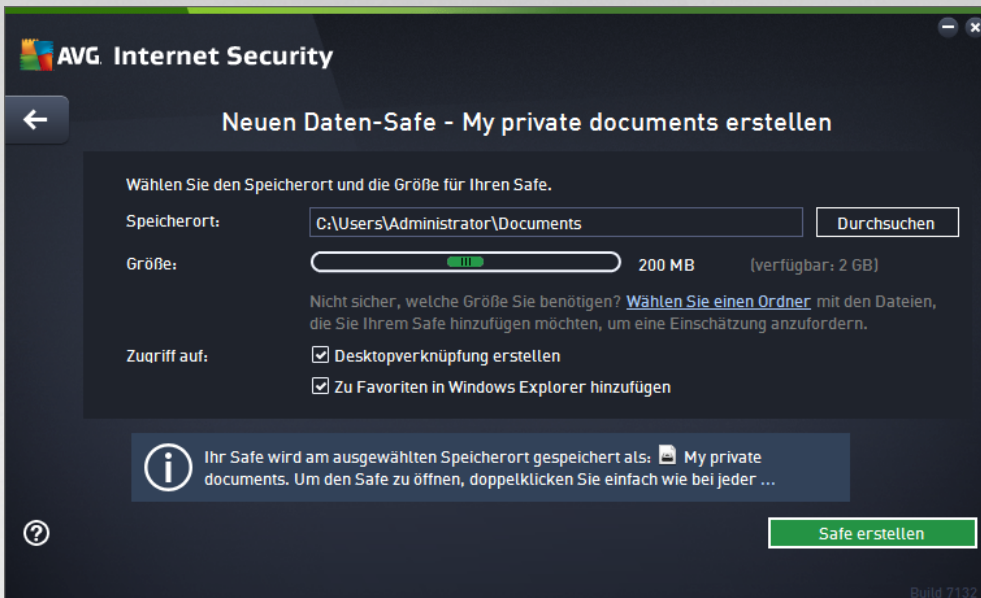 AVG. Internet Security
Neuen Daten-Safe - My private documents erstellen
Wählen Sie den Speicherort und die Größe für Ihren Safe.
Speicherort:
C:\Users\Administrator\Documents
Durchsuchen
Größe:
200 MB
(verfügbar: 2 GB)
Nicht sicher, welche Größe Sie benötigen? Wählen Sie einen Ordner mit den Dateien,
die Sie Ihrem Safe hinzufügen möchten, um eine Einschätzung anzufordern.
Zugriff auf:
Desktopverknüpfung erstellen
Zu Favoriten in Windows Explorer hinzufügen
Ihr Safe wird am ausgewählten Speicherort gespeichert als: My private
documents. Um den Safe zu öffnen, doppelklicken Sie einfach wie bei jeder ...
Safe erstellen
Build 7132